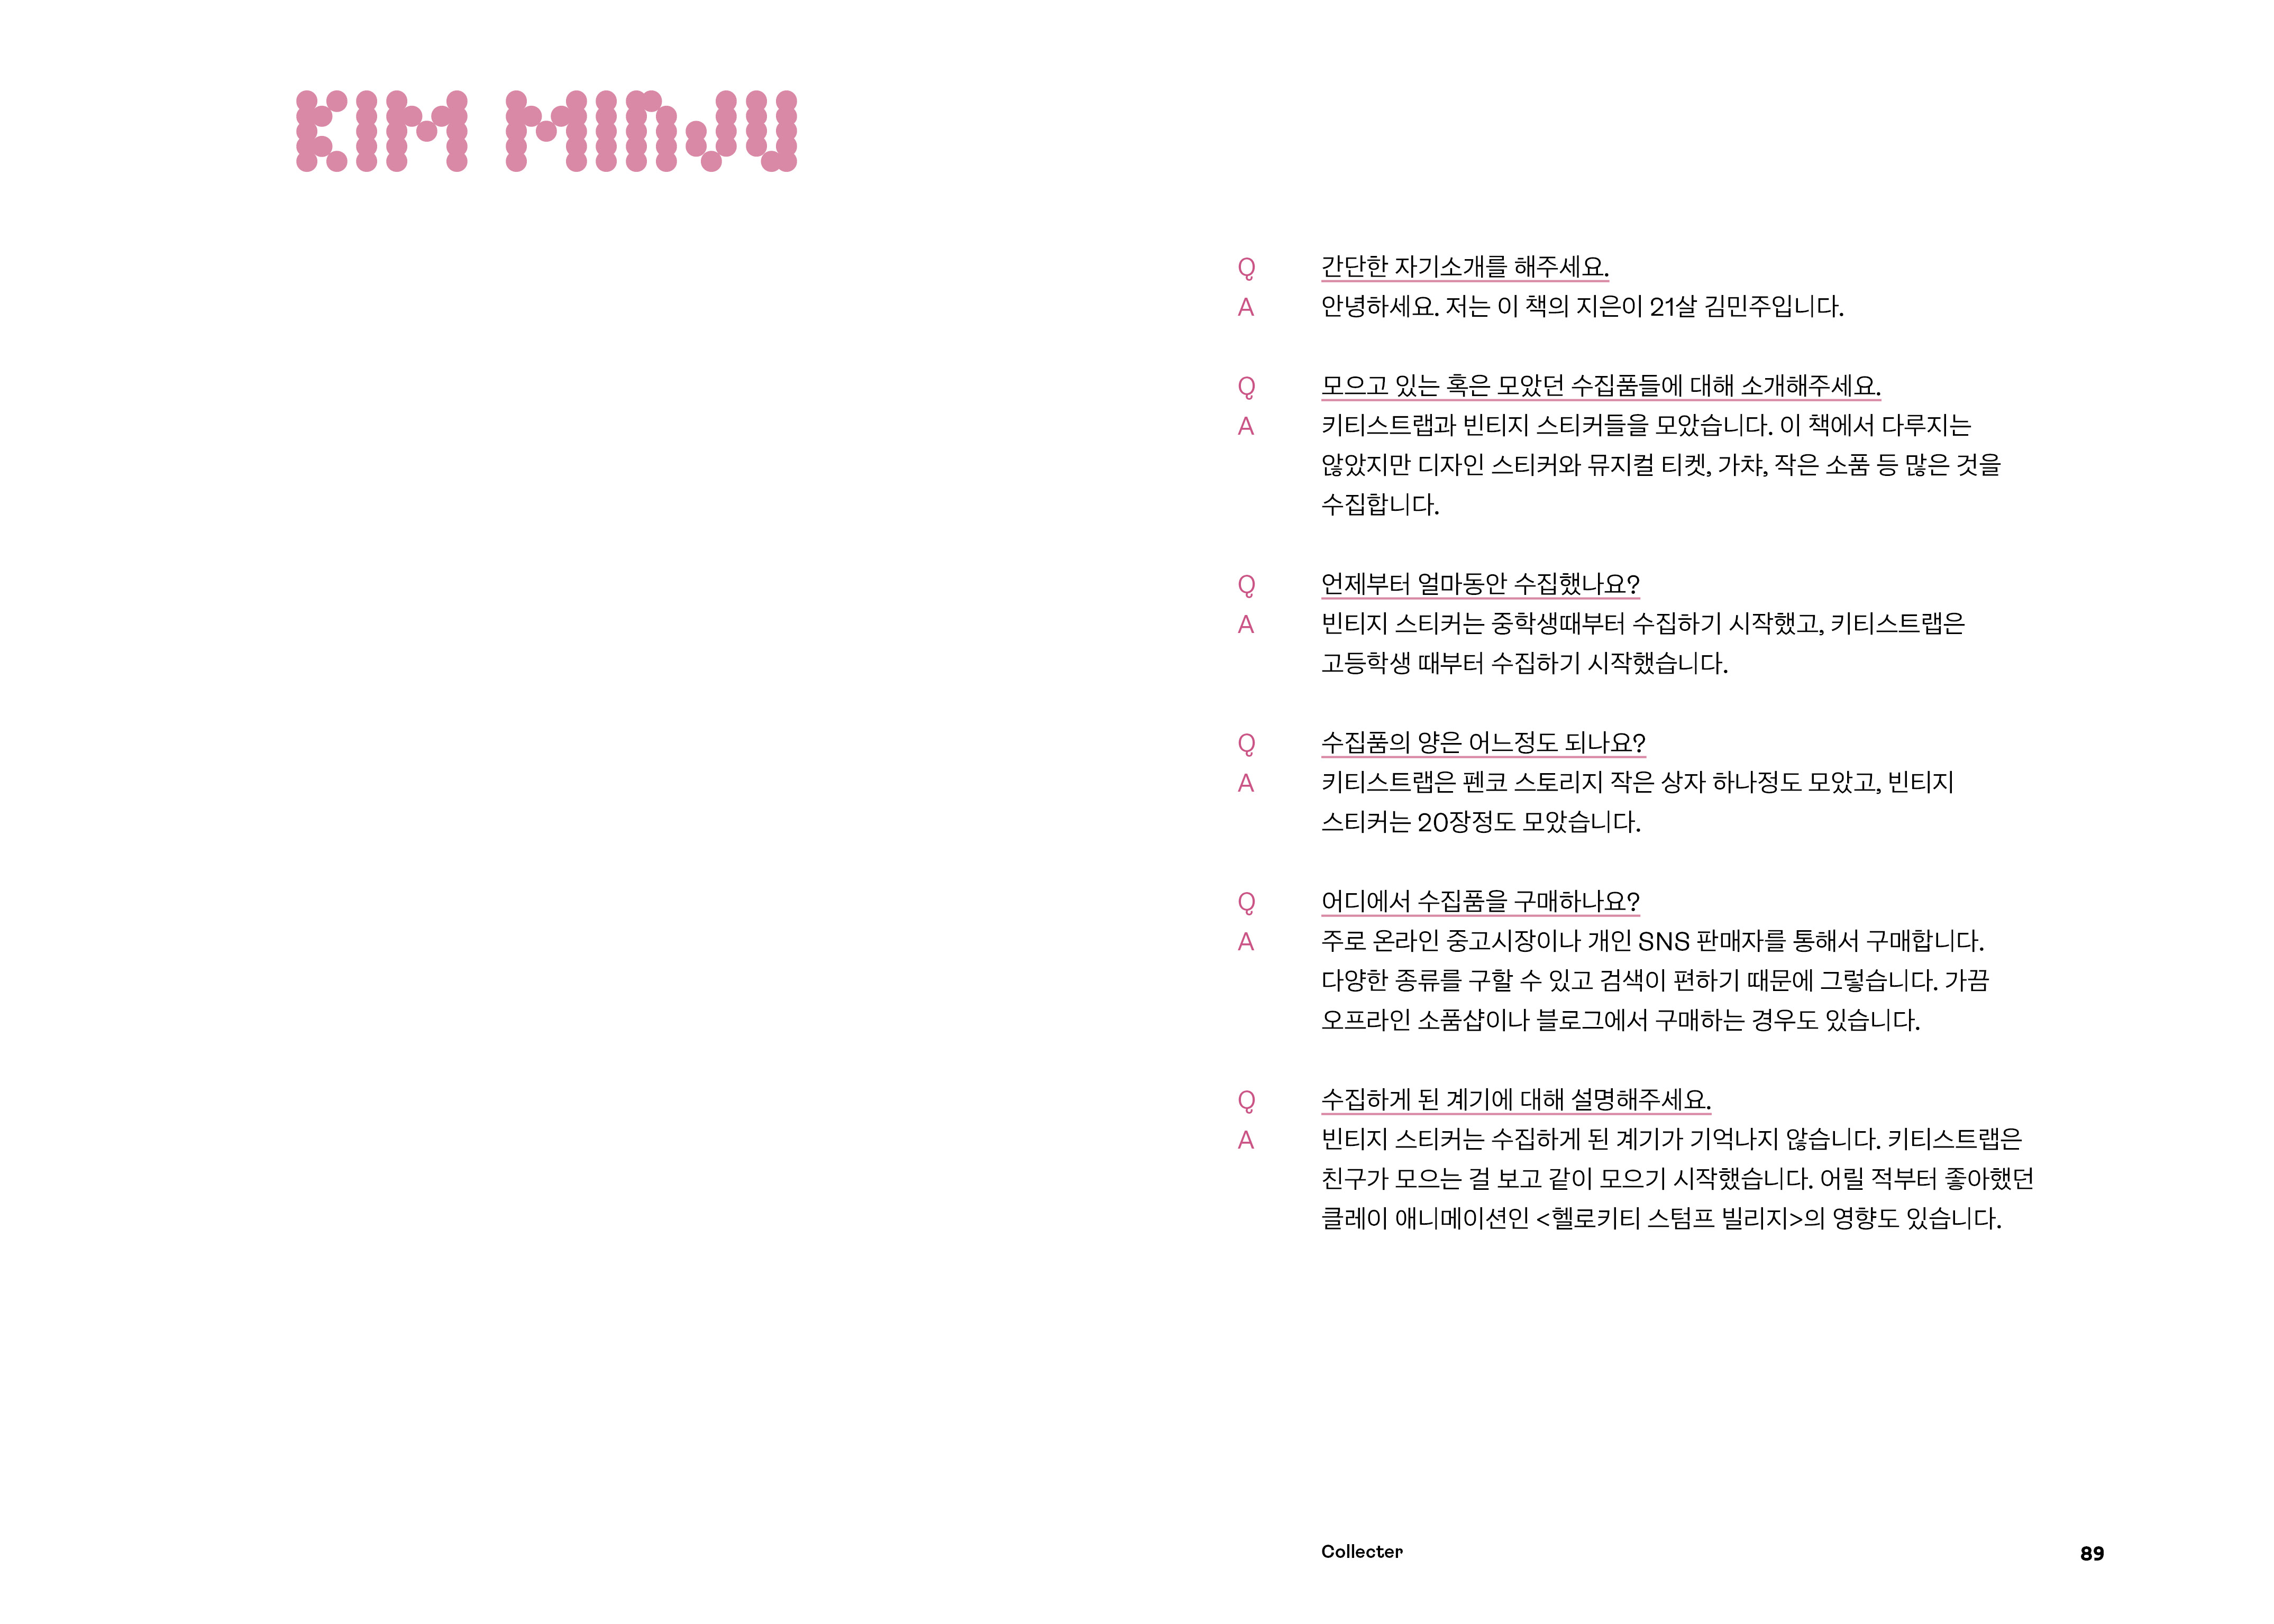 KIM MINJU
Q 간단한 자기소개를 해주세요.
A 안녕하세요. 저는 이 책의 지은이 21살 김민주입니다.
Q 모으고 있는 혹은 모았던 수집품들에 대해 소개해주세요.
A 키티스트랩과 빈티지 스티커들을 모았습니다. 이 책에서 다루지는
않았지만 디자인 스티커와 뮤지컬 티켓, 가챠, 작은 소품 등 많은 것을
수집합니다.
Q 언제부터 얼마동안 수집했나요?
A 빈티지 스티커는 중학생때부터 수집하기 시작했고, 키티스트랩은
고등학생 때부터 수집하기 시작했습니다.
Q 수집품의 양은 어느정도 되나요?
A 키티스트랩은 펜코 스토리지 작은 상자 하나정도 모았고, 빈티지
스티커는 20장정도 모았습니다.
Q 어디에서 수집품을 구매하나요?
A 주로 온라인 중고시장이나 개인 SNS 판매자를 통해서 구매합니다.
다양한 종류를 구할 수 있고 검색이 편하기 때문에 그렇습니다. 가끔
오프라인 소품샵이나 블로그에서 구매하는 경우도 있습니다.
Q 수집하게 된 계기에 대해 설명해주세요.
A 빈티지 스티커는 수집하게 된 계기가 기억나지 않습니다. 키티스트랩은
친구가 모으는 걸 보고 같이 모으기 시작했습니다. 어릴 적부터 좋아했던
클레이 애니메이션인 <헬로키티 스텀프 빌리지>의 영향도 있습니다.
Collecter 89